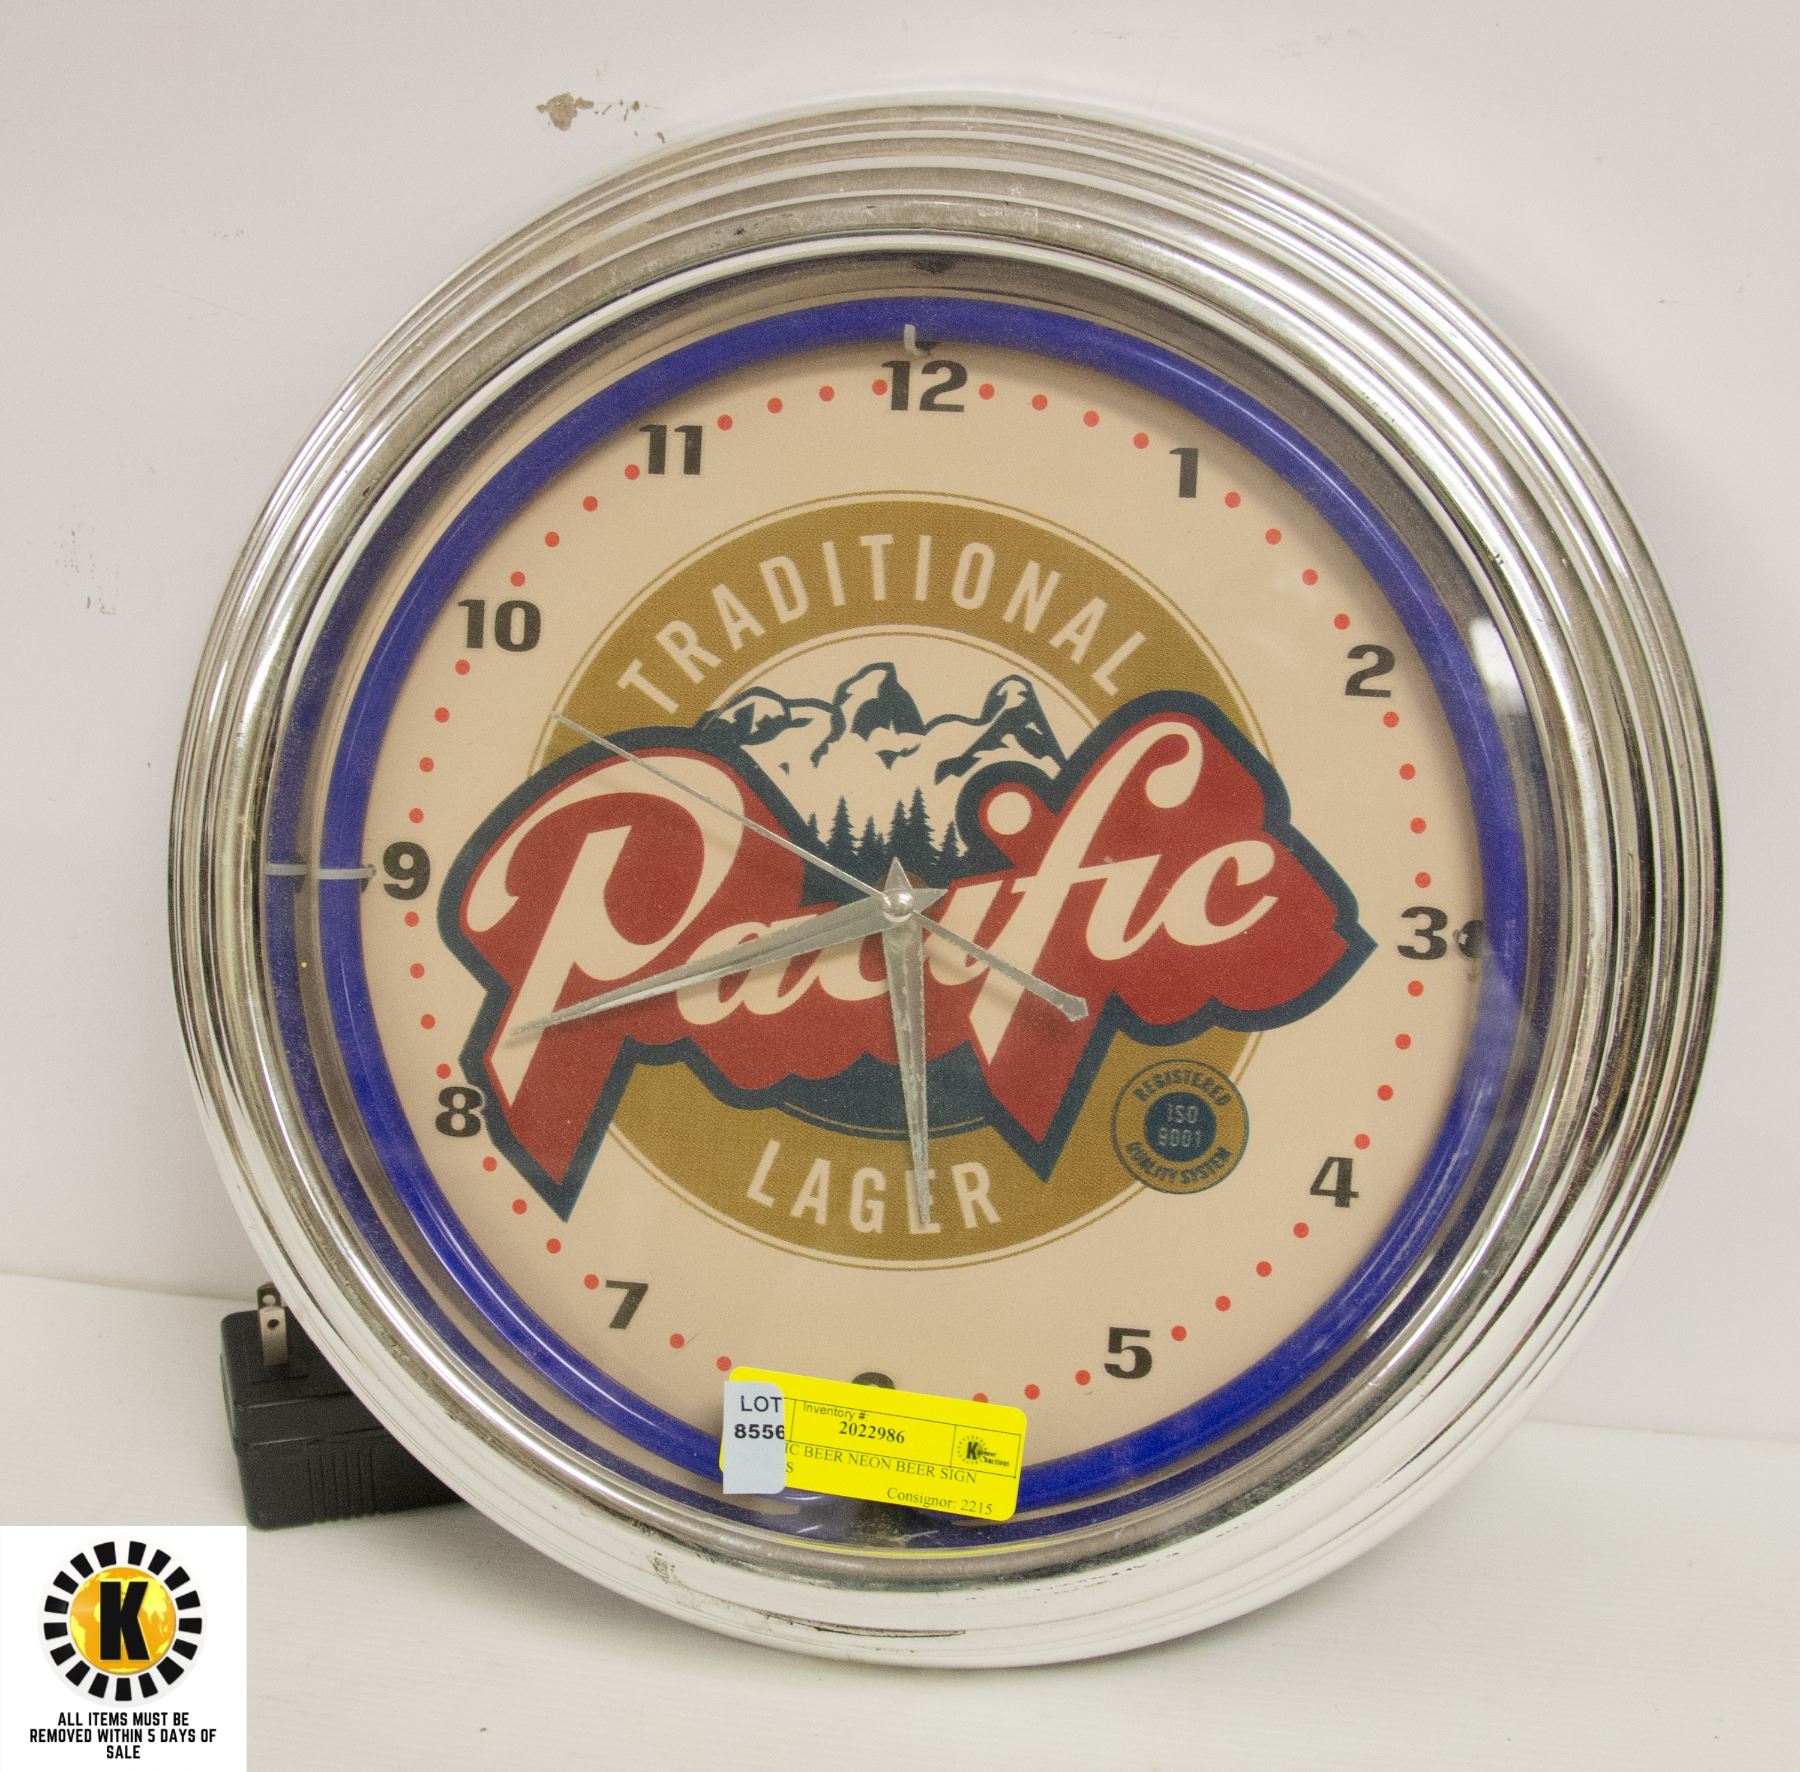 12
11
1
10
2
9
3
8
4
7
5
TRADITIONAL
Pacific
LAGER
REGISTERED
ISO
9001
QUALITY SYSTEM
LOT
8556
Inventory #:
2022986
BEER NEON BEER SIGN
Consignor: 2215
K
ALL ITEMS MUST BE
REMOVED WITHIN 5 DAYS OF
SALE